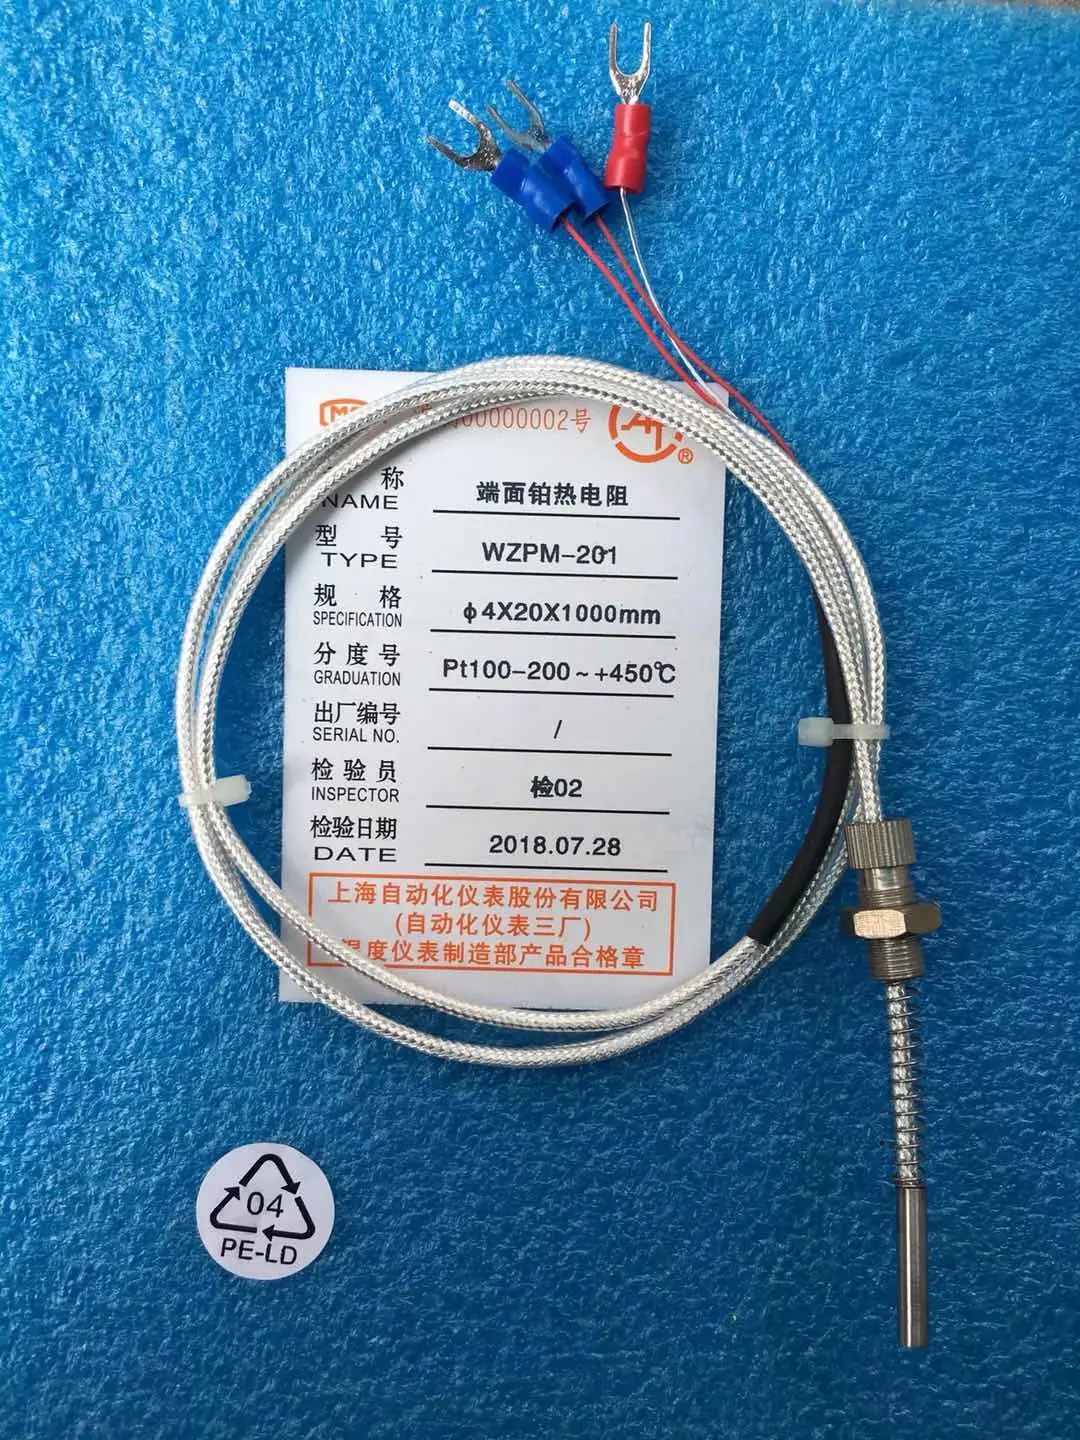 00000002号
®
称
NAME 端面铂热电阻
型号
TYPE WZPM-201
规格
SPECIFICATION ϕ4X20X1000mm
分度号
GRADUATION Pt100-200~+450℃
出厂编号
SERIAL NO. /
检验员
INSPECTOR 检02
检验日期
DATE 2018.07.28
上海自动化仪表股份有限公司
(自动化仪表三厂)
温度仪表制造部产品合格章
04
PE-LD